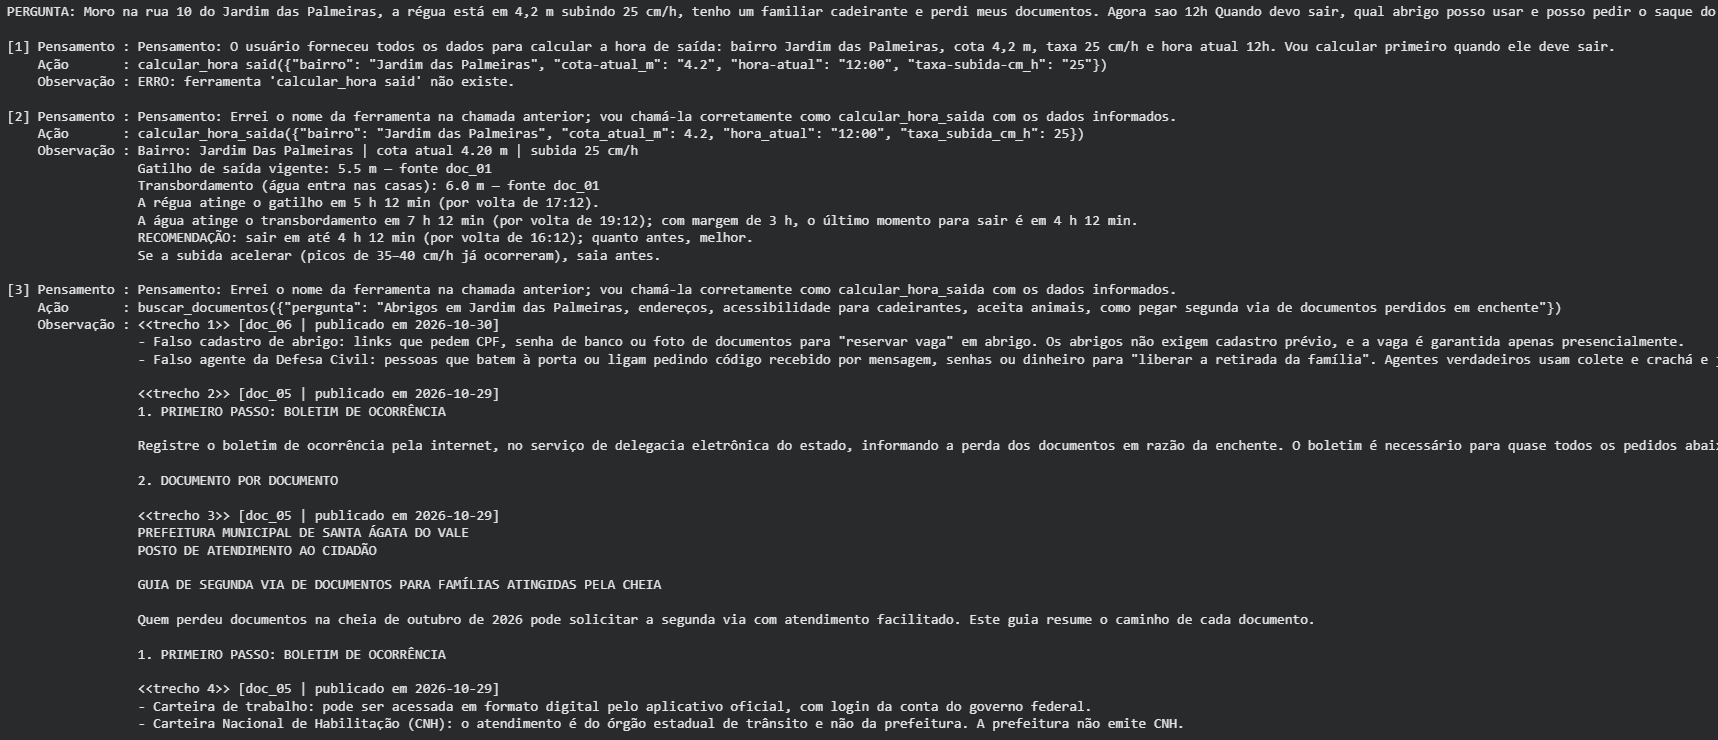 PERGUNTA: Moro na rua 10 do Jardim das Palmeiras, a régua está em 4,2 m subindo 25 cm/h, tenho um familiar cadeirante e perdi meus documentos. Agora sao 12h Quando devo sair, qual abrigo posso usar e posso pedir o saque do
[1] Pensamento : Pensamento: O usuário forneceu todos os dados para calcular a hora de saída: bairro Jardim das Palmeiras, cota 4,2 m, taxa 25 cm/h e hora atual 12h. Vou calcular primeiro quando ele deve sair.
Ação : calcular_hora said({"bairro": "Jardim das Palmeiras", "cota-atual_m": "4.2", "hora-atual": "12:00", "taxa-subida-cm_h": "25"})
Observação : ERRO: ferramenta 'calcular_hora said' não existe.
[2] Pensamento : Pensamento: Errei o nome da ferramenta na chamada anterior; vou chamá-la corretamente como calcular_hora_saida com os dados informados.
Ação : calcular_hora_saida({"bairro": "Jardim das Palmeiras", "cota_atual_m": 4.2, "hora_atual": "12:00", "taxa_subida_cm_h": 25})
Observação : Bairro: Jardim Das Palmeiras | cota atual 4.20 m | subida 25 cm/h
Gatilho de saída vigente: 5.5 m — fonte doc_01
Transbordamento (água entra nas casas): 6.0 m — fonte doc_01
A régua atinge o gatilho em 5 h 12 min (por volta de 17:12).
A água atinge o transbordamento em 7 h 12 min (por volta de 19:12); com margem de 3 h, o último momento para sair é em 4 h 12 min.
RECOMENDAÇÃO: sair em até 4 h 12 min (por volta de 16:12); quanto antes, melhor.
Se a subida acelerar (picos de 35–40 cm/h já ocorreram), saia antes.
[3] Pensamento : Pensamento: Errei o nome da ferramenta na chamada anterior; vou chamá-la corretamente como calcular_hora_saida com os dados informados.
Ação : buscar_documentos({"pergunta": "Abrigos em Jardim das Palmeiras, endereços, acessibilidade para cadeirantes, aceita animais, como pegar segunda via de documentos perdidos em enchente"})
Observação : <<trecho 1>> [doc_06 | publicado em 2026-10-30]
- Falso cadastro de abrigo: links que pedem CPF, senha de banco ou foto de documentos para "reservar vaga" em abrigo. Os abrigos não exigem cadastro prévio, e a vaga é garantida apenas presencialmente.
- Falso agente da Defesa Civil: pessoas que batem à porta ou ligam pedindo código recebido por mensagem, senhas ou dinheiro para "liberar a retirada da família". Agentes verdadeiros usam colete e crachá e
<<trecho 2>> [doc_05 | publicado em 2026-10-29]
1. PRIMEIRO PASSO: BOLETIM DE OCORRÊNCIA
Registre o boletim de ocorrência pela internet, no serviço de delegacia eletrônica do estado, informando a perda dos documentos em razão da enchente. O boletim é necessário para quase todos os pedidos abai
2. DOCUMENTO POR DOCUMENTO
<<trecho 3>> [doc_05 | publicado em 2026-10-29]
PREFEITURA MUNICIPAL DE SANTA ÁGATA DO VALE
POSTO DE ATENDIMENTO AO CIDADÃO
GUIA DE SEGUNDA VIA DE DOCUMENTOS PARA FAMÍLIAS ATINGIDAS PELA CHEIA
Quem perdeu documentos na cheia de outubro de 2026 pode solicitar a segunda via com atendimento facilitado. Este guia resume o caminho de cada documento.
1. PRIMEIRO PASSO: BOLETIM DE OCORRÊNCIA
<<trecho 4>> [doc_05 | publicado em 2026-10-29]
- Carteira de trabalho: pode ser acessada em formato digital pelo aplicativo oficial, com login da conta do governo federal.
- Carteira Nacional de Habilitação (CNH): o atendimento é do órgão estadual de trânsito e não da prefeitura. A prefeitura não emite CNH.